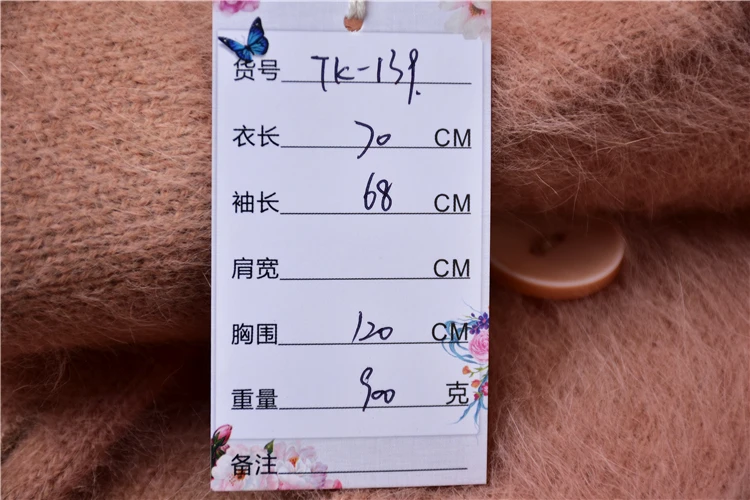 货号 TK-139
衣长 70 CM
袖长 68 CM
肩宽 CM
胸围 120 CM
重量 900 克
备注